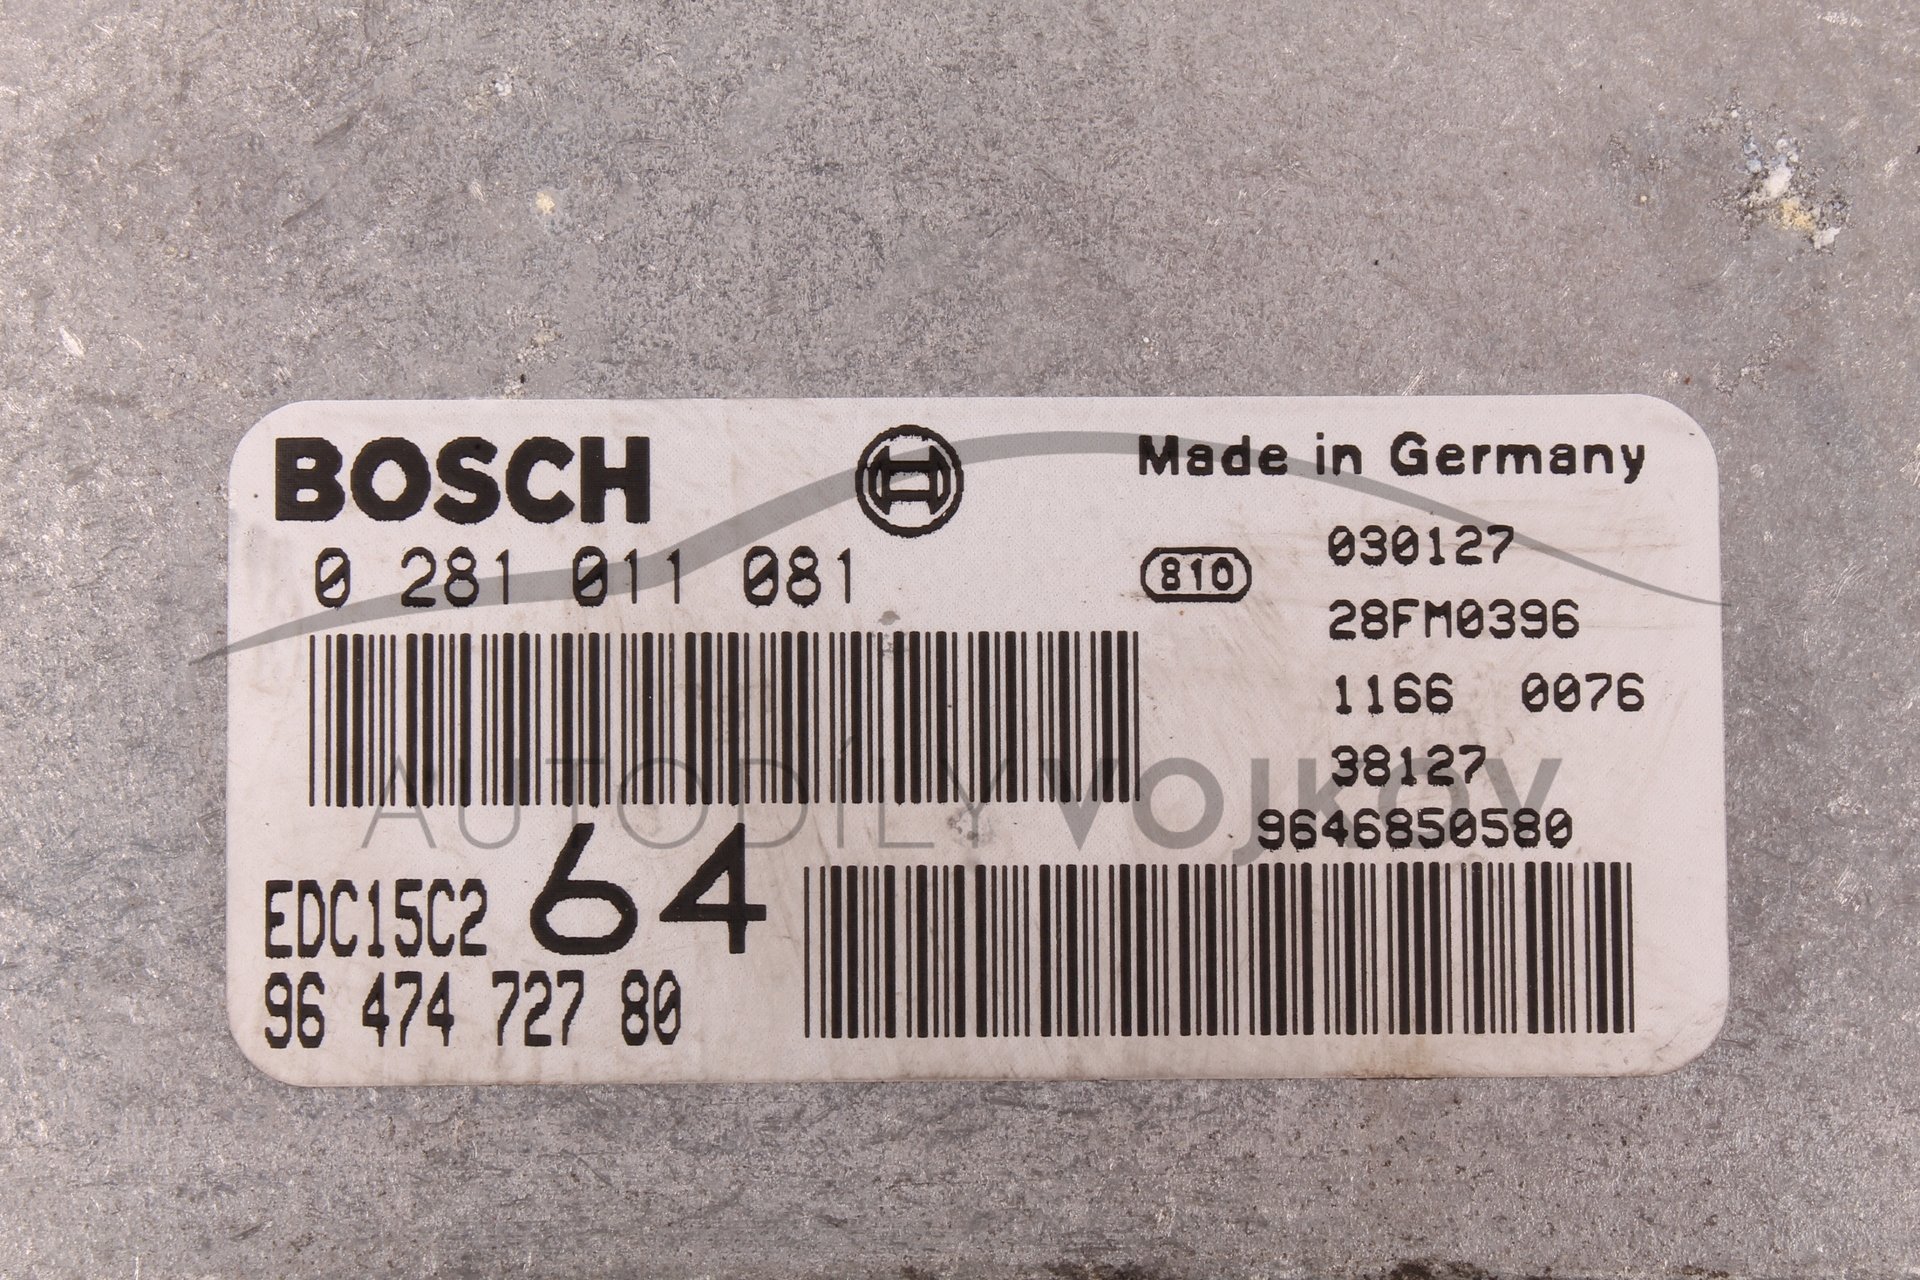 BOSCH
Made in Germany
0 281 011 081
810
030127
28FM0396
1166 0076
38127
9646850580
AUTODÍLY VOJKOV
EDC15C2 64
96 474 727 80